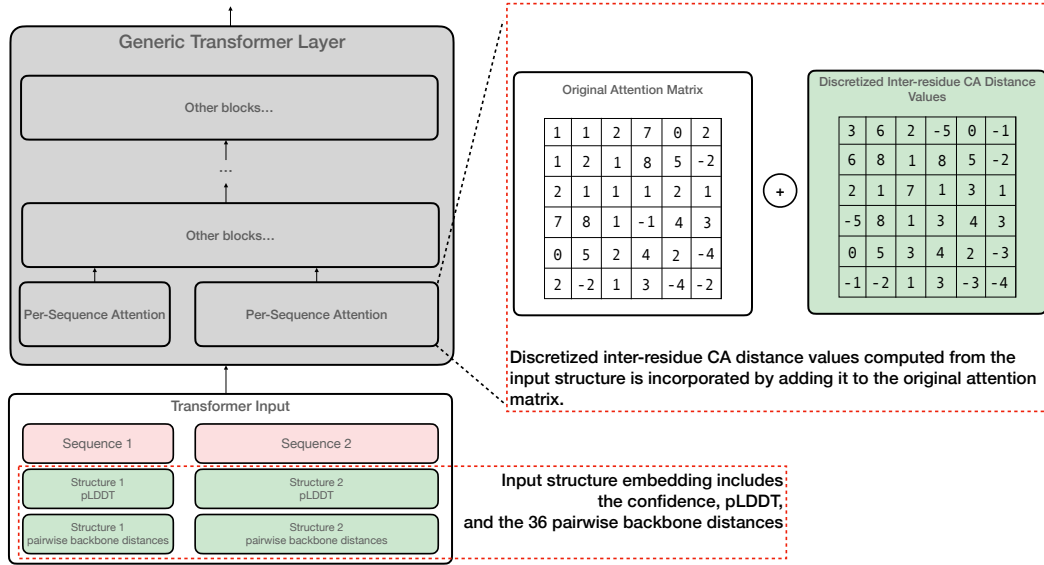 Generic Transformer Layer
Other blocks...
...
Other blocks...
Per-Sequence Attention
Per-Sequence Attention
Transformer Input
Sequence 1
Sequence 2
Structure 1
pLDDT
Structure 2
pLDDT
Structure 1
pairwise backbone distances
Structure 2
pairwise backbone distances
Input structure embedding includes
the confidence, pLDDT,
and the 36 pairwise backbone distances
Original Attention Matrix
1 1 2 7 0 2
1 2 1 8 5 -2
2 1 1 1 2 1
7 8 1 -1 4 3
0 5 2 4 2 -4
2 -2 1 3 -4 -2
+
Discretized Inter-residue CA Distance
Values
3 6 2 -5 0 -1
6 8 1 8 5 -2
2 1 7 1 3 1
-5 8 1 3 4 3
0 5 3 4 2 -3
-1 -2 1 3 -3 -4
Discretized inter-residue CA distance values computed from the
input structure is incorporated by adding it to the original attention
matrix.